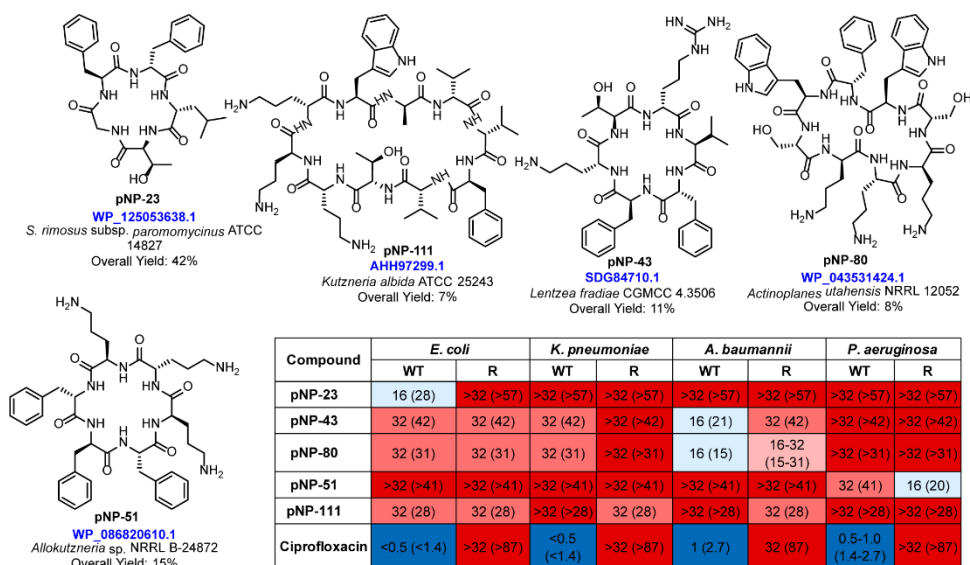 pNP-23
WP_125053638.1
S. rimosus subsp. paromomycinus ATCC
14827
Overall Yield: 42%
pNP-111
AHH97299.1
Kutzneria albida ATCC 25243
Overall Yield: 7%
pNP-43
SDG84710.1
Lentzea fradiae CGMCC 4.3506
Overall Yield: 11%
pNP-80
WP_043531424.1
Actinoplanes utahensis NRRL 12052
Overall Yield: 8%
pNP-51
WP_086820610.1
Allokutzneria sp. NRRL B-24872
Overall Yield: 15%
Compound E. coli K. pneumoniae A. baumannii P. aeruginosa
WT R WT R WT R WT R
pNP-23 16 (28) >32 (>57) >32 (>57) >32 (>57) >32 (>57) >32 (>57) >32 (>57) >32 (>57)
pNP-43 32 (42) 32 (42) 32 (42) >32 (>42) 16 (21) 32 (42) >32 (>42) >32 (>42)
pNP-80 32 (31) 32 (31) 32 (31) >32 (>31) 16 (15) 16-32 (15-31) >32 (>31) >32 (>31)
pNP-51 >32 (>41) >32 (>41) >32 (>41) >32 (>41) >32 (>41) >32 (>41) 32 (41) 16 (20)
pNP-111 32 (28) 32 (28) >32 (>28) 32 (28) >32 (>28) 32 (28) >32 (>28) >32 (>28)
Ciprofloxacin <0.5 (<1.4) >32 (>87) <0.5 (<1.4) >32 (>87) 1 (2.7) 32 (87) 0.5-1.0 (1.4-2.7) >32 (>87)